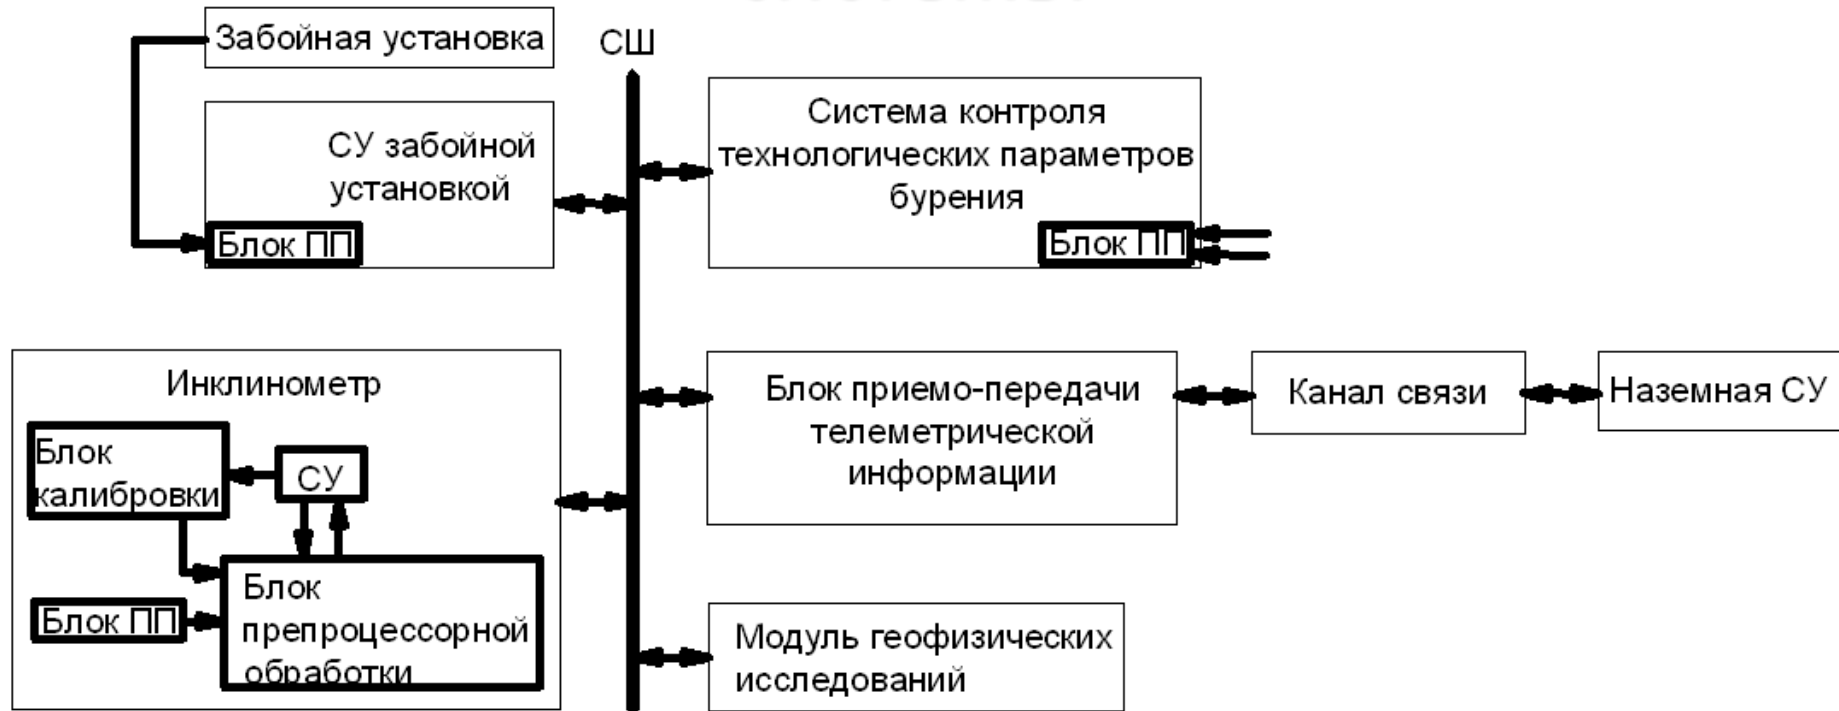 Забойная установка
СШ
СУ забойной
установкой
Блок ПП
Система контроля
технологических параметров
бурения
Блок ПП
Инклинометр
Блок
калибровки
СУ
Блок ПП
Блок
препроцессорной
обработки
Блок приемо-передачи
телеметрической
информации
Канал связи
Наземная СУ
Модуль геофизических
исследований